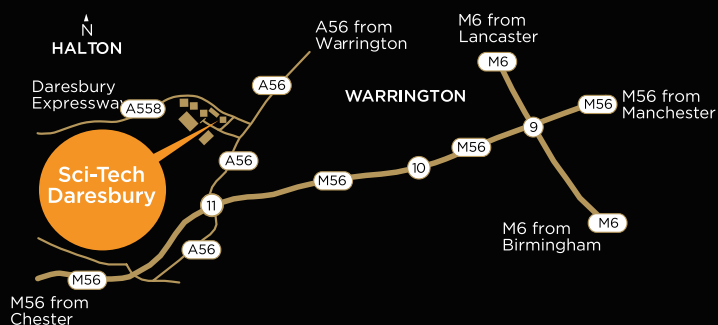 N
HALTON
A56 from
Warrington
M6 from
Lancaster
M6
Daresbury
Expressway
A558
A56
WARRINGTON
M56
M56 from
Manchester
9
M56
A56
10
M56
Sci-Tech
Daresbury
11
A56
M6
M6 from
Birmingham
M56
M56 from
Chester